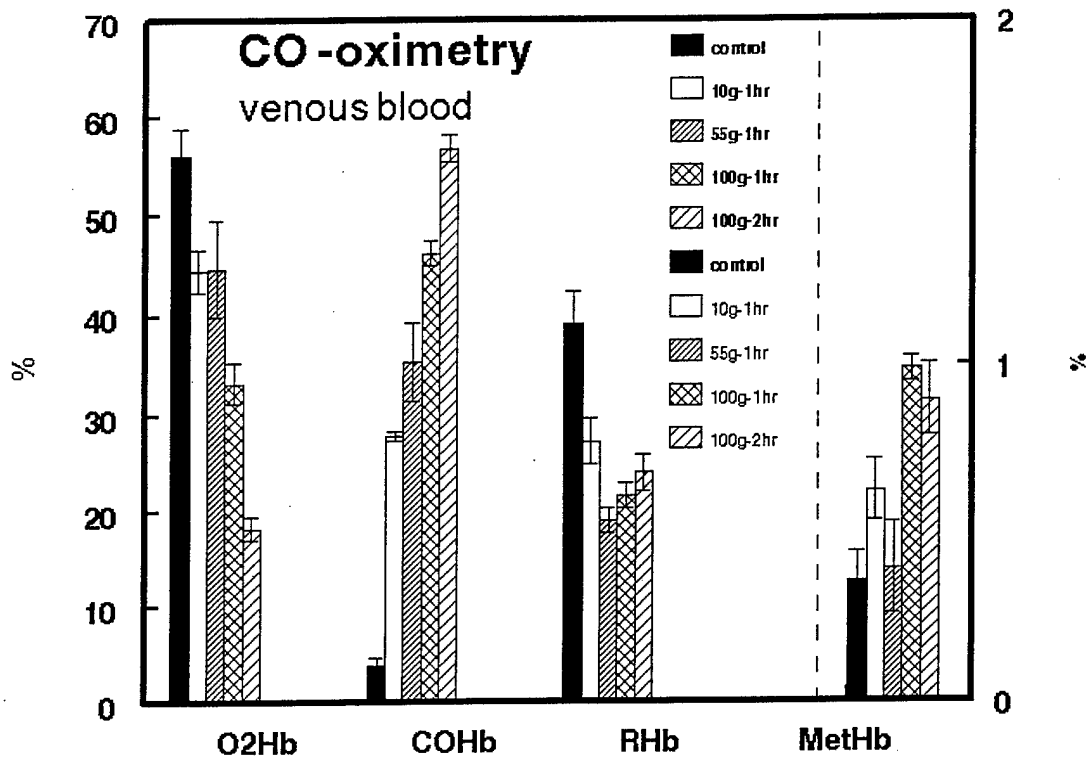 CO -oximetry
venous blood
70
60
50
40
30
20
10
0
%
2
1
0
%
control
10g-1hr
55g-1hr
100g-1hr
100g-2hr
control
10g-1hr
55g-1hr
100g-1hr
100g-2hr
O2Hb COHb RHb MetHb